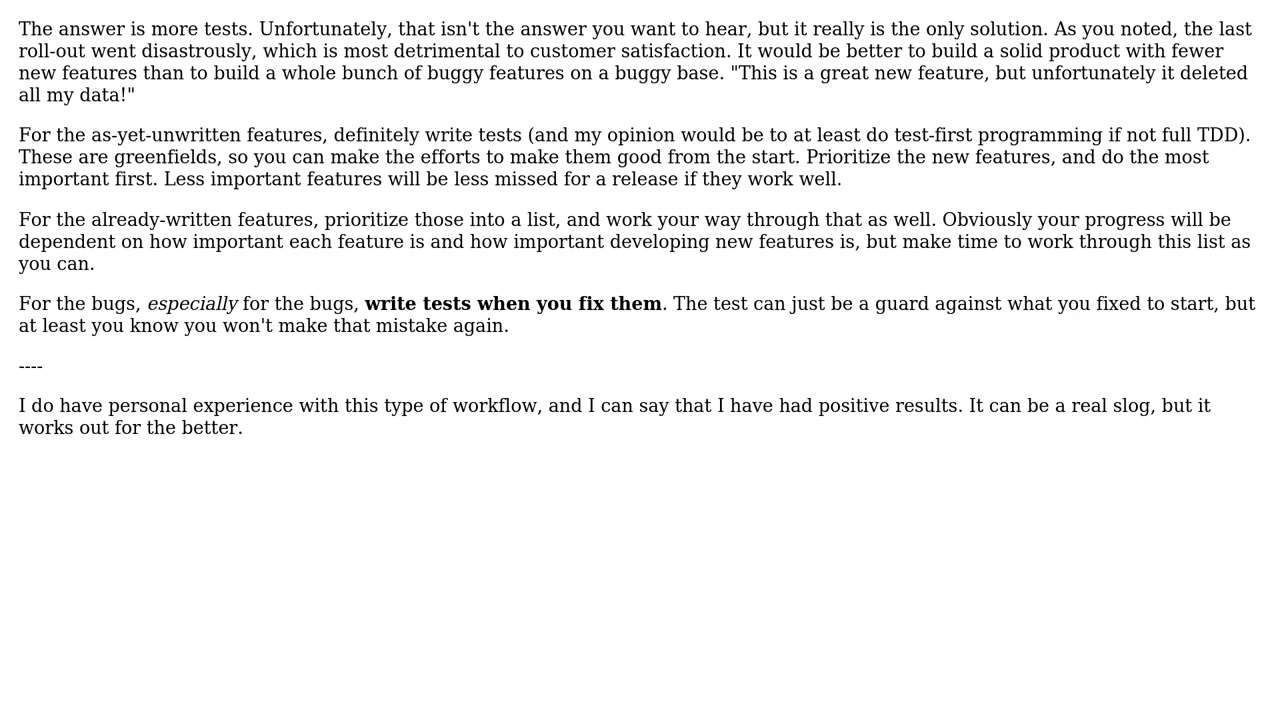 The answer is more tests. Unfortunately, that isn't the answer you want to hear, but it really is the only solution. As you noted, the last
roll-out went disastrously, which is most detrimental to customer satisfaction. It would be better to build a solid product with fewer
new features than to build a whole bunch of buggy features on a buggy base. "This is a great new feature, but unfortunately it deleted
all my data!"
For the as-yet-unwritten features, definitely write tests (and my opinion would be to at least do test-first programming if not full TDD).
These are greenfields, so you can make the efforts to make them good from the start. Prioritize the new features, and do the most
important first. Less important features will be less missed for a release if they work well.
For the already-written features, prioritize those into a list, and work your way through that as well. Obviously your progress will be
dependent on how important each feature is and how important developing new features is, but make time to work through this list as
you can.
For the bugs, especially for the bugs, write tests when you fix them. The test can just be a guard against what you fixed to start, but
at least you know you won't make that mistake again.
----
I do have personal experience with this type of workflow, and I can say that I have had positive results. It can be a real slog, but it
works out for the better.